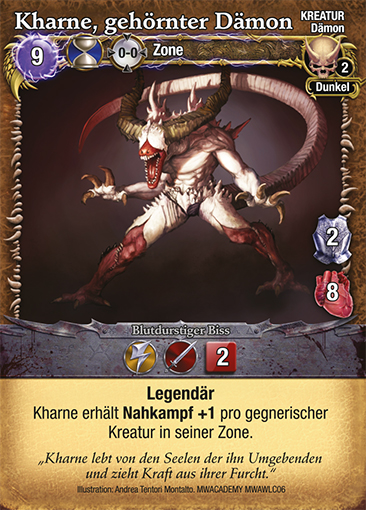 Kharne, gehörnter Dämon
KREATUR
Dämon
9
0-0
Zone
2
Dunkel
2
8
Blutdurstiger Biss
2
Legendär
Kharne erhält Nahkampf +1 pro gegnerischer
Kreatur in seiner Zone.
„Kharne lebt von den Seelen der ihn Umgebenden
und zieht Kraft aus ihrer Furcht.“
Illustration: Andrea Tentori Montalto. MWACADEMY MWAWLC06